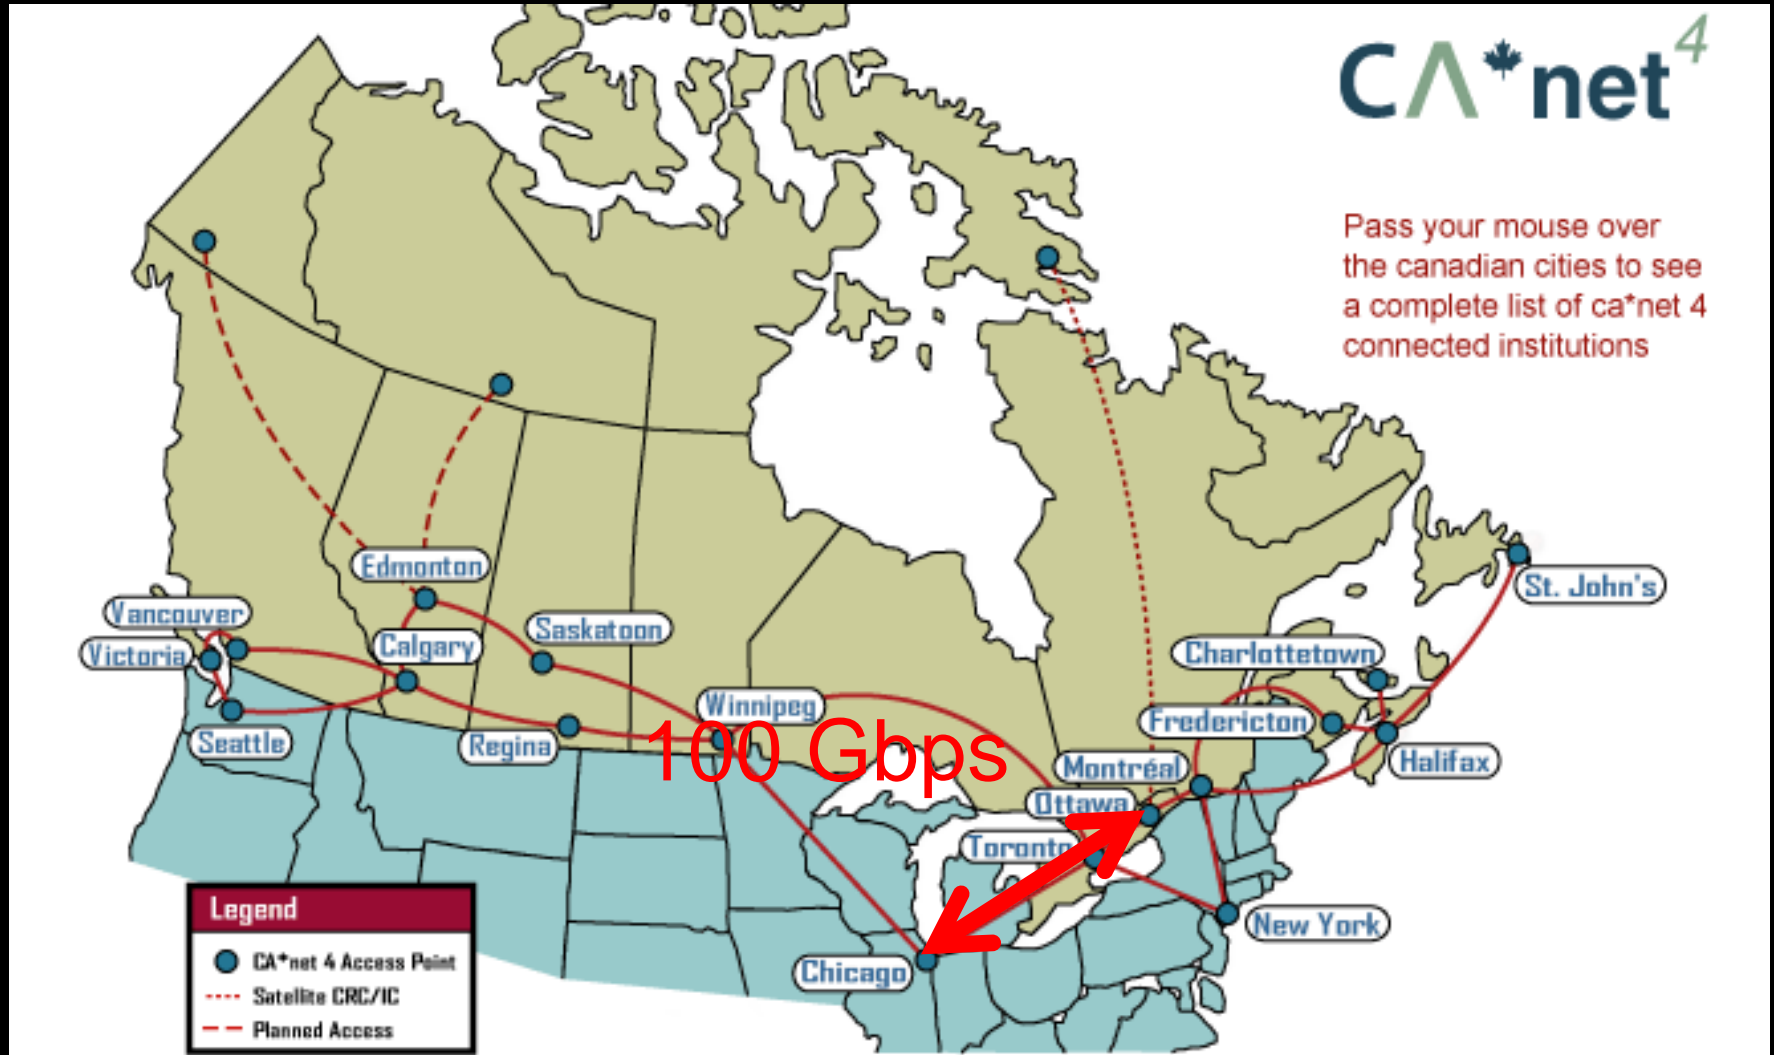 CA*net 4
Pass your mouse over
the canadian cities to see
a complete list of ca*net 4
connected institutions
Edmonton
Vancouver
Saskatoon
St. John's
Victoria
Calgary
Charlottetown
Winnipeg
Fredericton
Seattle
Regina
100 Gbps
Montréal
Halifax
Ottawa
Toronto
New York
Chicago
Legend
CA*net 4 Access Point
Satellite CRC/IC
Planned Access